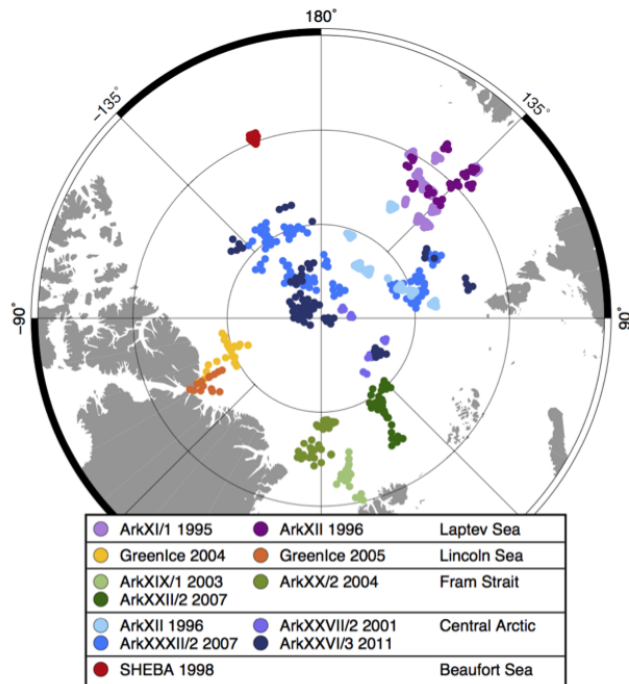 180°
-135°
135°
-90°
90°
ArkXI/1 1995 ArkXII 1996 Laptev Sea
GreenIce 2004 GreenIce 2005 Lincoln Sea
ArkXIX/1 2003 ArkXX/2 2004 Fram Strait
ArkXXII/2 2007
ArkXII 1996 ArkXXVII/2 2001 Central Arctic
ArkXXXII/2 2007 ArkXXVI/3 2011
SHEBA 1998 Beaufort Sea